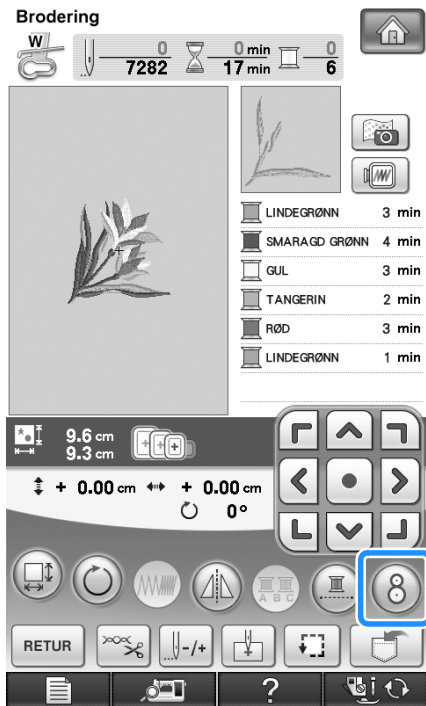 Brodering
W 0 0 min 0
7282 17 min 6
LINDEGRØNN 3 min
SMARAGD GRØNN 4 min
GUL 3 min
TANGERIN 2 min
RØD 3 min
LINDEGRØNN 1 min
9.6 cm
9.3 cm
+ 0.00 cm + 0.00 cm
0°
A B C 8
RETUR -/+
?